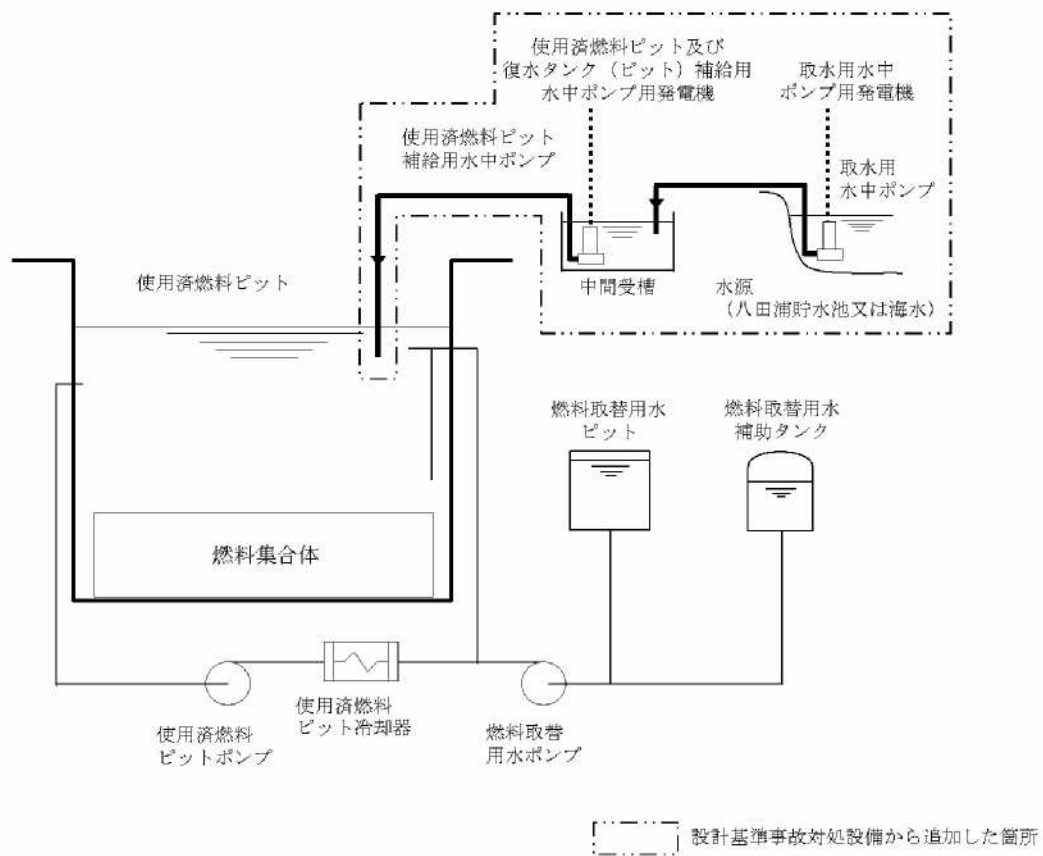 使用済燃料ピット及び
復水タンク（ピット）補給用
水中ポンプ用発電機
取水用水中
ポンプ用発電機
使用済燃料ピット
補給用水中ポンプ
取水用
水中ポンプ
使用済燃料ピット
中間受槽
水源
（八田浦貯水池又は海水）
燃料取替用水
ピット
燃料取替用水
補助タンク
燃料集合体
使用済燃料
ピットポンプ
使用済燃料
ピット冷却器
燃料取替
用水ポンプ
設計基準事故対処設備から追加した箇所